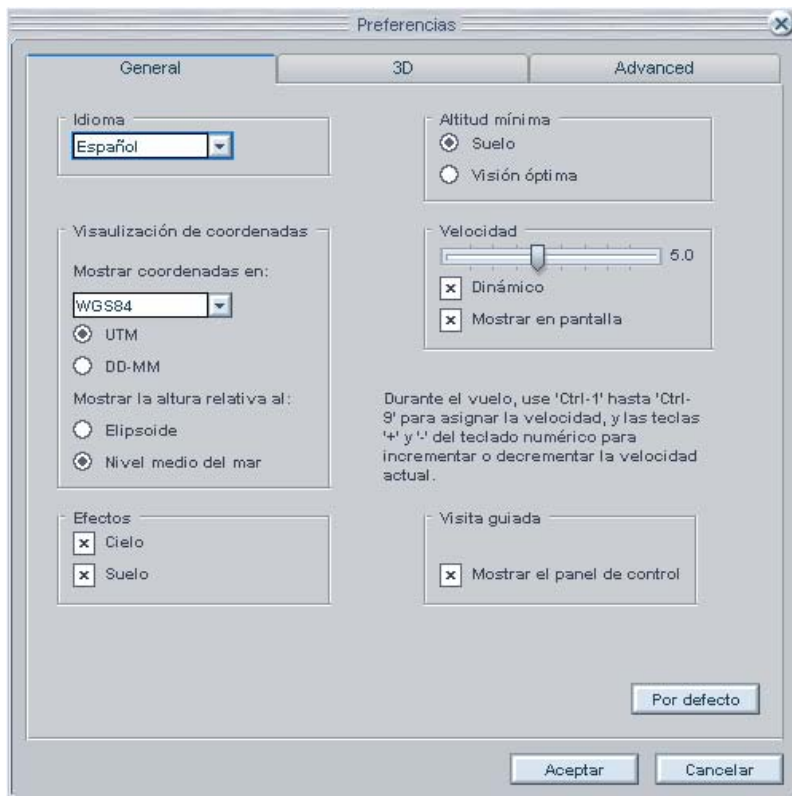 Preferencias
General
3D
Advanced
Idioma
Español
Visaulización de coordenadas
Mostrar coordenadas en:
WGS84
UTM
DD-MM
Mostrar la altura relativa al:
Elipsoide
Nivel medio del mar
Efectos
Cielo
Suelo
Altitud mínima
Suelo
Visión óptima
Velocidad
5.0
Dinámico
Mostrar en pantalla
Durante el vuelo, use 'Ctrl-1' hasta 'Ctrl-
9' para asignar la velocidad, y las teclas
'+' y '-' del teclado numérico para
incrementar o decrementar la velocidad
actual.
Visita guiada
Mostrar el panel de control
Por defecto
Aceptar
Cancelar